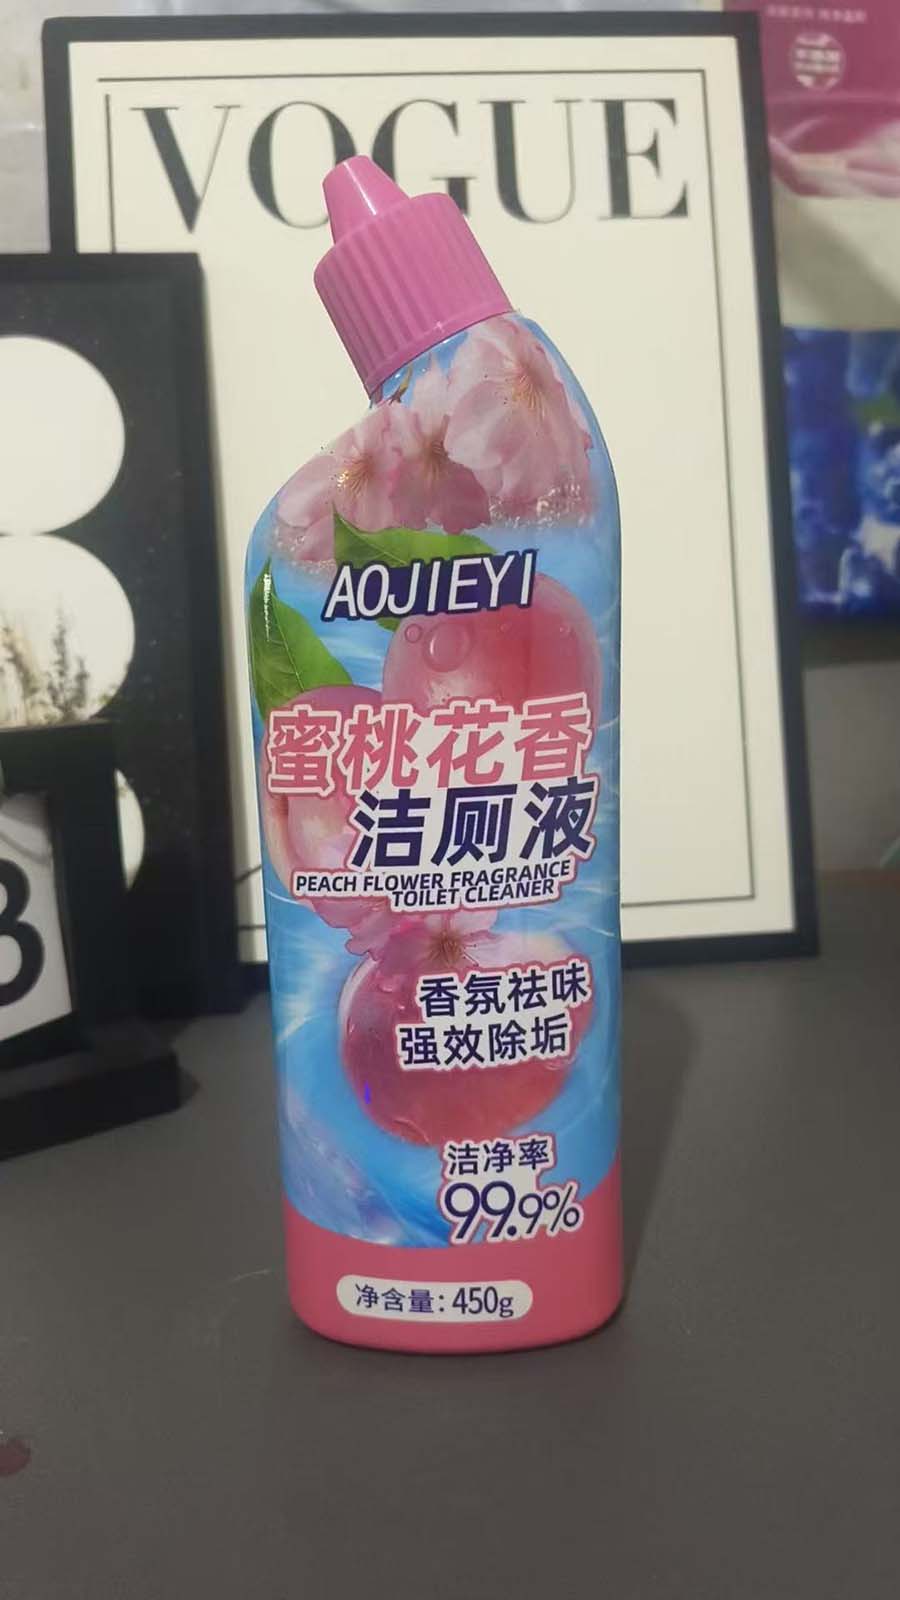 VOGUE
AOJIEYI
蜜桃花香
洁厕液
PEACH FLOWER FRAGRANCE
TOILET CLEANER
香氛祛味
强效除垢
洁净率
99.9%
净含量：450g